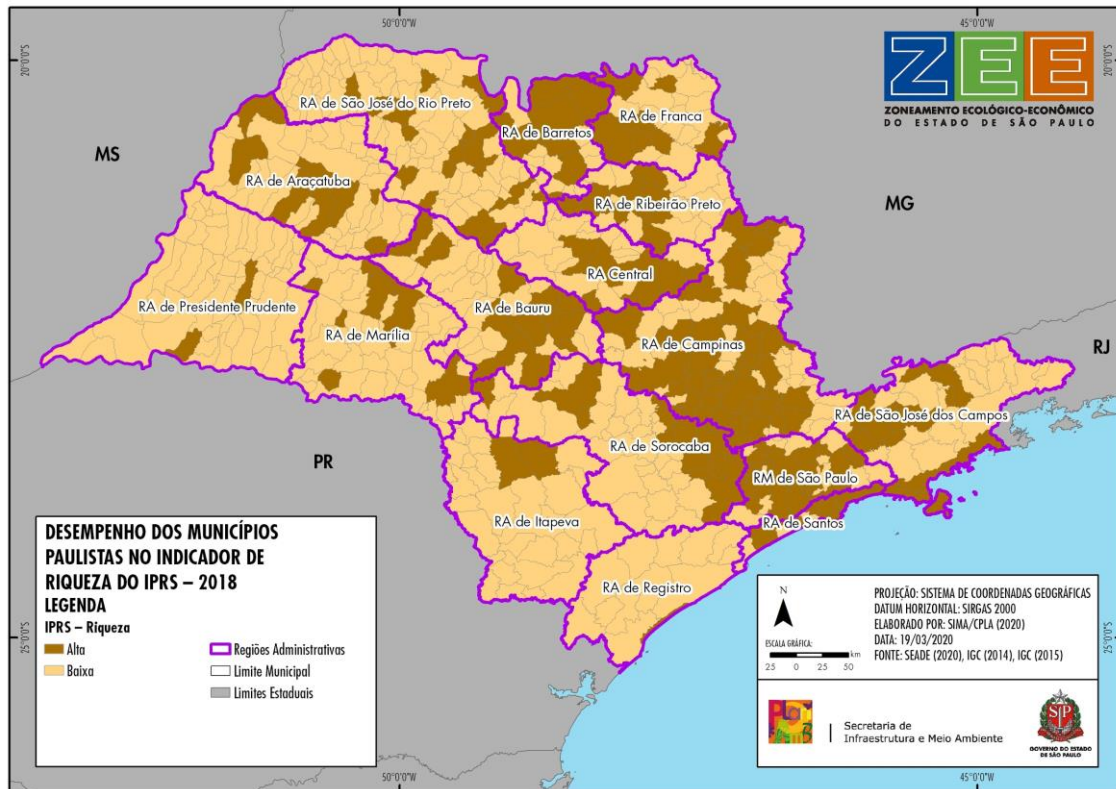 50°0'0"W
45°0'0"W
20°0'0"S
20°0'0"S
ZEE
ZONEAMENTO ECOLÓGICO-ECONÔMICO
DO ESTADO DE SÃO PAULO
RA de São José do Rio Preto
RA de Barretos
RA de Franca
MS
RA de Araçatuba
RA de Ribeirão Preto
MG
RA Central
RA de Presidente Prudente
RA de Bauru
RA de Marília
RA de Campinas
RJ
RA de São José dos Campos
RA de Sorocaba
PR
RM de São Paulo
RA de Santos
RA de Itapeva
RA de Registro
DESEMPENHO DOS MUNICÍPIOS
PAULISTAS NO INDICADOR DE
RIQUEZA DO IPRS – 2018
LEGENDA
IPRS – Riqueza
Alta
Baixa
Regiões Administrativas
Limite Municipal
Limites Estaduais
N
ESCALA GRÁFICA:
km
25 0 25 50
PROJEÇÃO: SISTEMA DE COORDENADAS GEOGRÁFICAS
DATUM HORIZONTAL: SIRGAS 2000
ELABORADO POR: SIMA/CPLA (2020)
DATA: 19/03/2020
FONTE: SEADE (2020), IGC (2014), IGC (2015)
Secretaria de
Infraestrutura e Meio Ambiente
GOVERNO DO ESTADO
DE SÃO PAULO
25°0'0"S
25°0'0"S
50°0'0"W
45°0'0"W